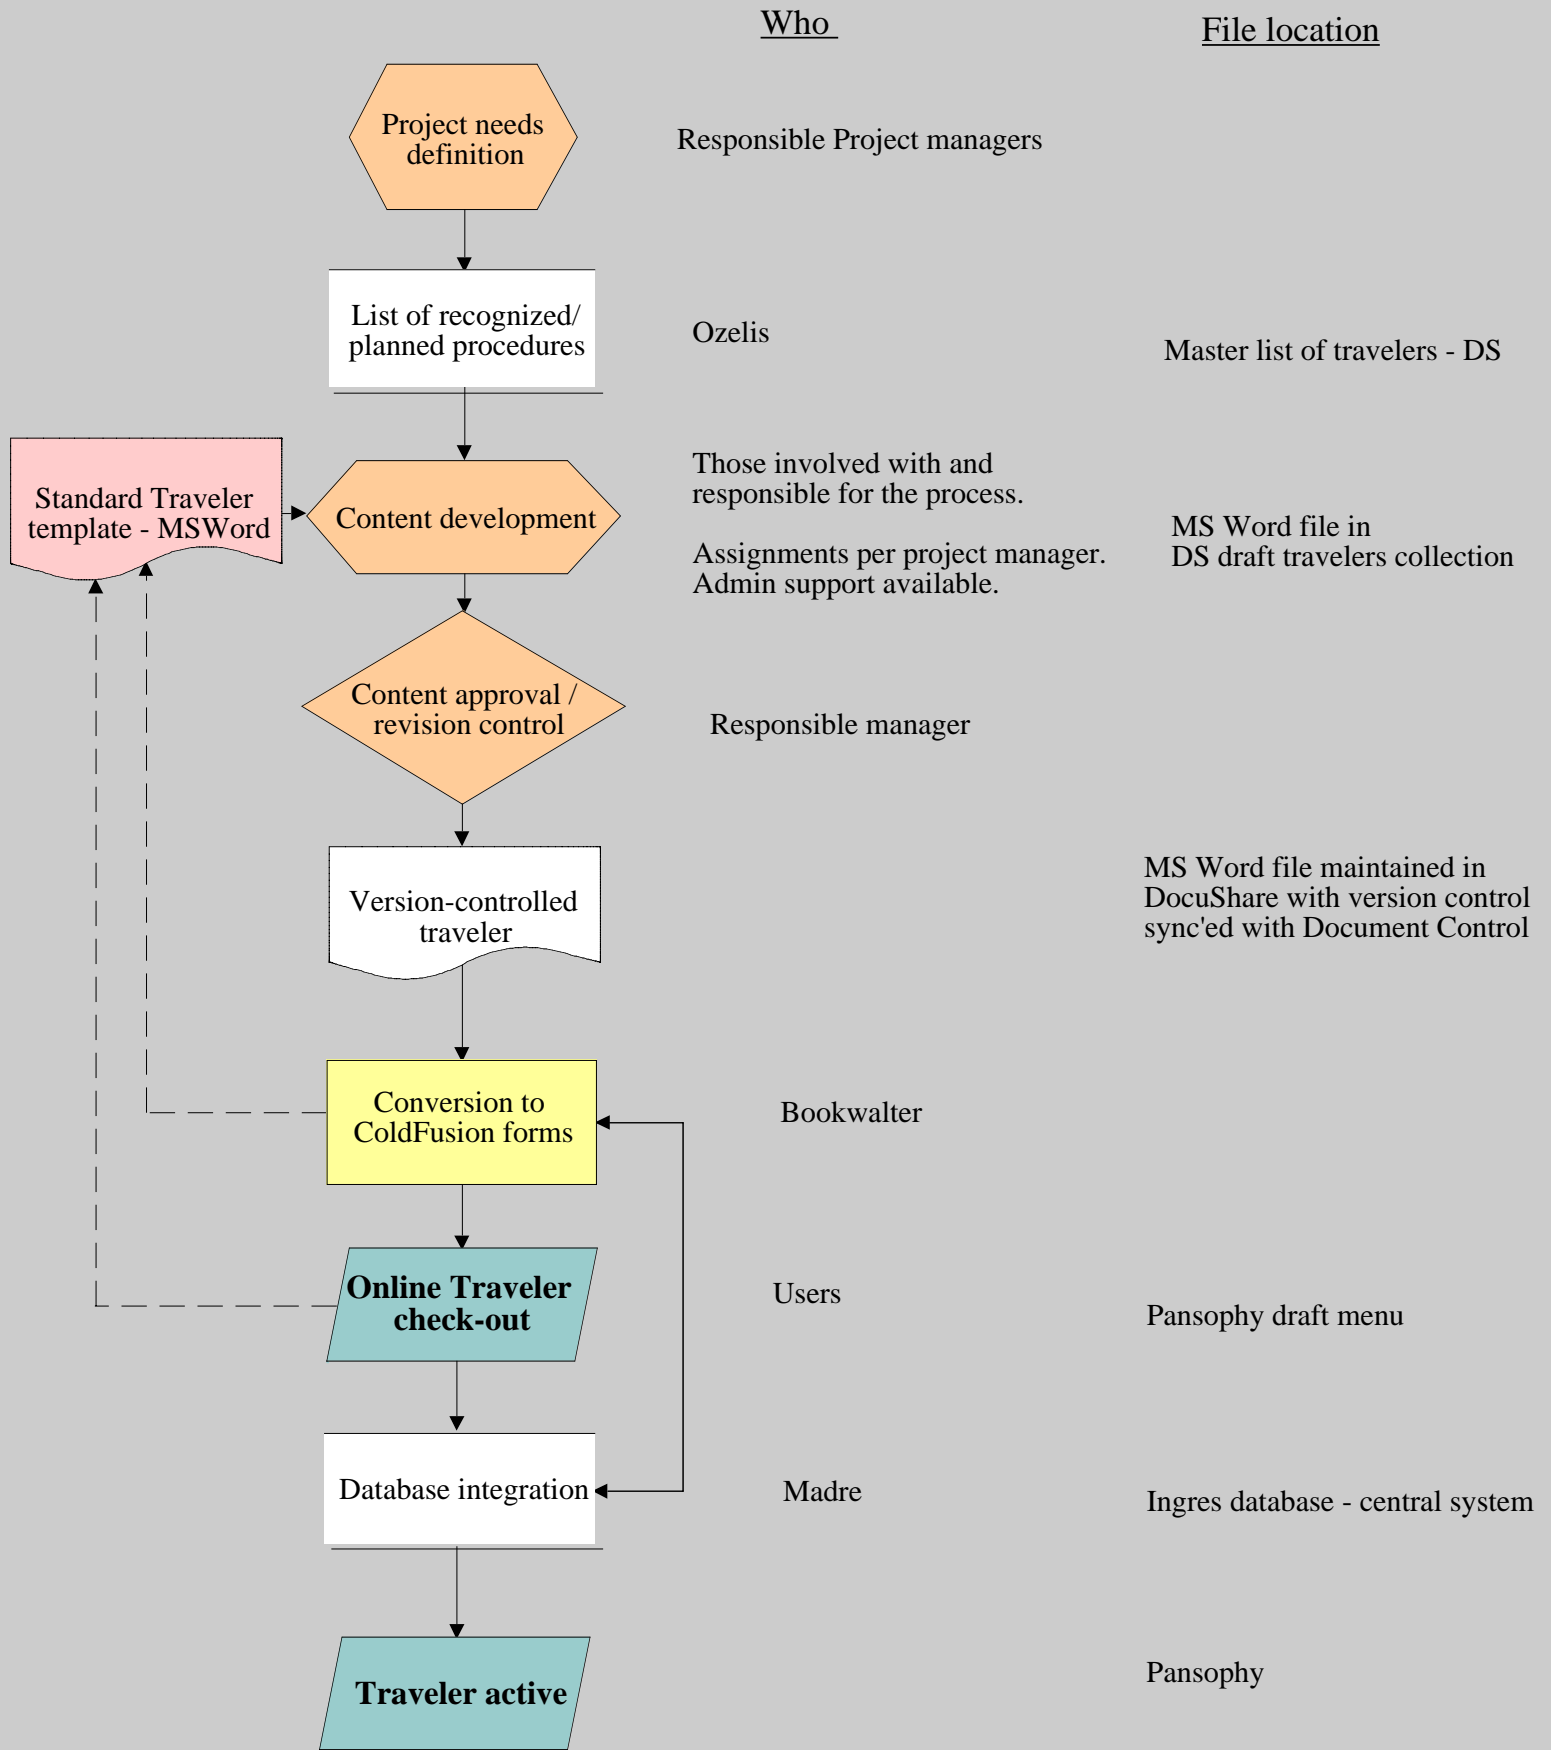 Who
File location
Project needs
definition
Responsible Project managers
List of recognized/
planned procedures
Ozelis
Master list of travelers - DS
Standard Traveler
template - MSWord
Content development
Those involved with and
responsible for the process.
Assignments per project manager.
Admin support available.
MS Word file in
DS draft travelers collection
Content approval /
revision control
Responsible manager
Version-controlled
traveler
MS Word file maintained in
DocuShare with version control
sync'ed with Document Control
Conversion to
ColdFusion forms
Bookwalter
Online Traveler
check-out
Users
Pansophy draft menu
Database integration
Madre
Ingres database - central system
Traveler active
Pansophy